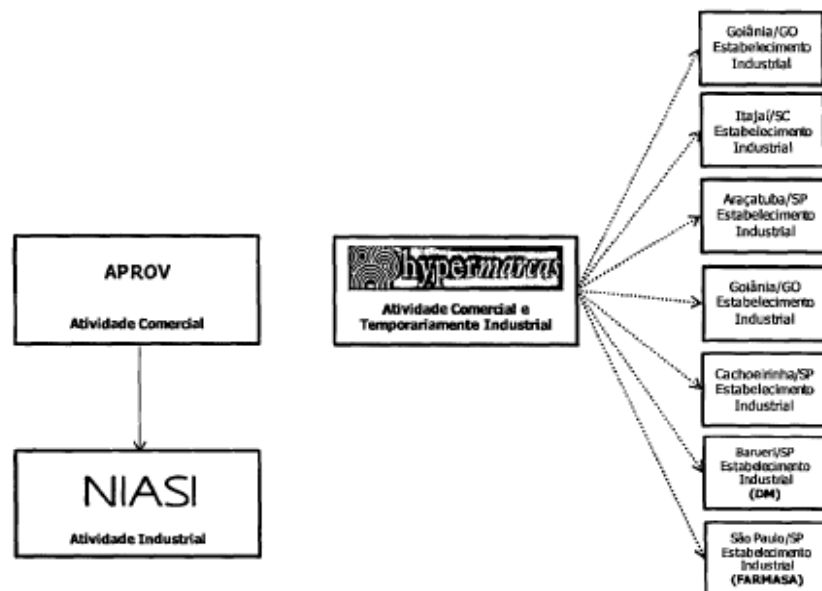 APROV
Atividade Comercial
NIASI
Atividade Industrial
hypermarcas
Atividade Comercial e
Temporariamente Industrial
Goiânia/GO
Estabelecimento
Industrial
Itajaí/SC
Estabelecimento
Industrial
Araçatuba/SP
Estabelecimento
Industrial
Goiânia/GO
Estabelecimento
Industrial
Cachoeirinha/SP
Estabelecimento
Industrial
Barueri/SP
Estabelecimento
Industrial
(DM)
São Paulo/SP
Estabelecimento
Industrial
(FARMASA)